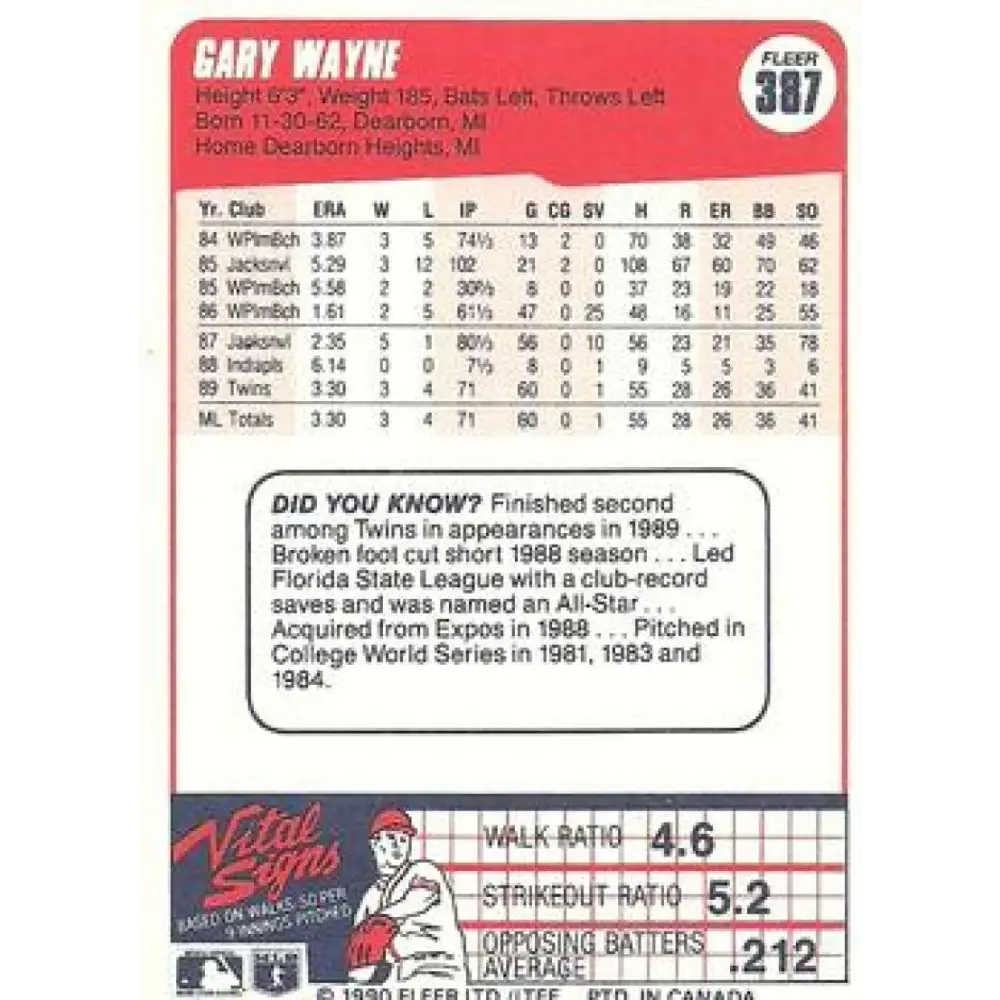 GARY WAYNE
FLEER
387
Height 6'3", Weight 185, Bats Left, Throws Left
Born 11-30-62, Dearborn, MI
Home Dearborn Heights, MI
Yr. Club ERA W L IP G CG SV H R ER BB SO
84 WPlmBch 3.87 3 5 74⅓ 13 2 0 70 38 32 49 46
85 Jacksnvl 5.29 3 12 102 21 2 0 108 67 60 70 62
85 WPlmBch 5.58 2 2 30⅔ 8 0 0 37 23 19 22 18
86 WPlmBch 1.61 2 5 61⅓ 47 0 25 48 16 11 25 55
87 Jacksnvl 2.35 5 1 80⅓ 56 0 10 56 23 21 35 78
88 Indiapls 6.14 0 0 7⅓ 8 0 1 9 5 5 3 6
89 Twins 3.30 3 4 71 60 0 1 55 28 26 36 41
ML Totals 3.30 3 4 71 60 0 1 55 28 26 36 41
DID YOU KNOW? Finished second
among Twins in appearances in 1989 . . .
Broken foot cut short 1988 season . . . Led
Florida State League with a club-record
saves and was named an All-Star . . .
Acquired from Expos in 1988 . . . Pitched in
College World Series in 1981, 1983 and
1984.
Vital
Signs
BASED ON WALKS, SO PER
9 INNINGS PITCHED
WALK RATIO 4.6
STRIKEOUT RATIO 5.2
OPPOSING BATTERS
AVERAGE .212
© 1990 FLEER LTD./LTEE. PTD. IN CANADA